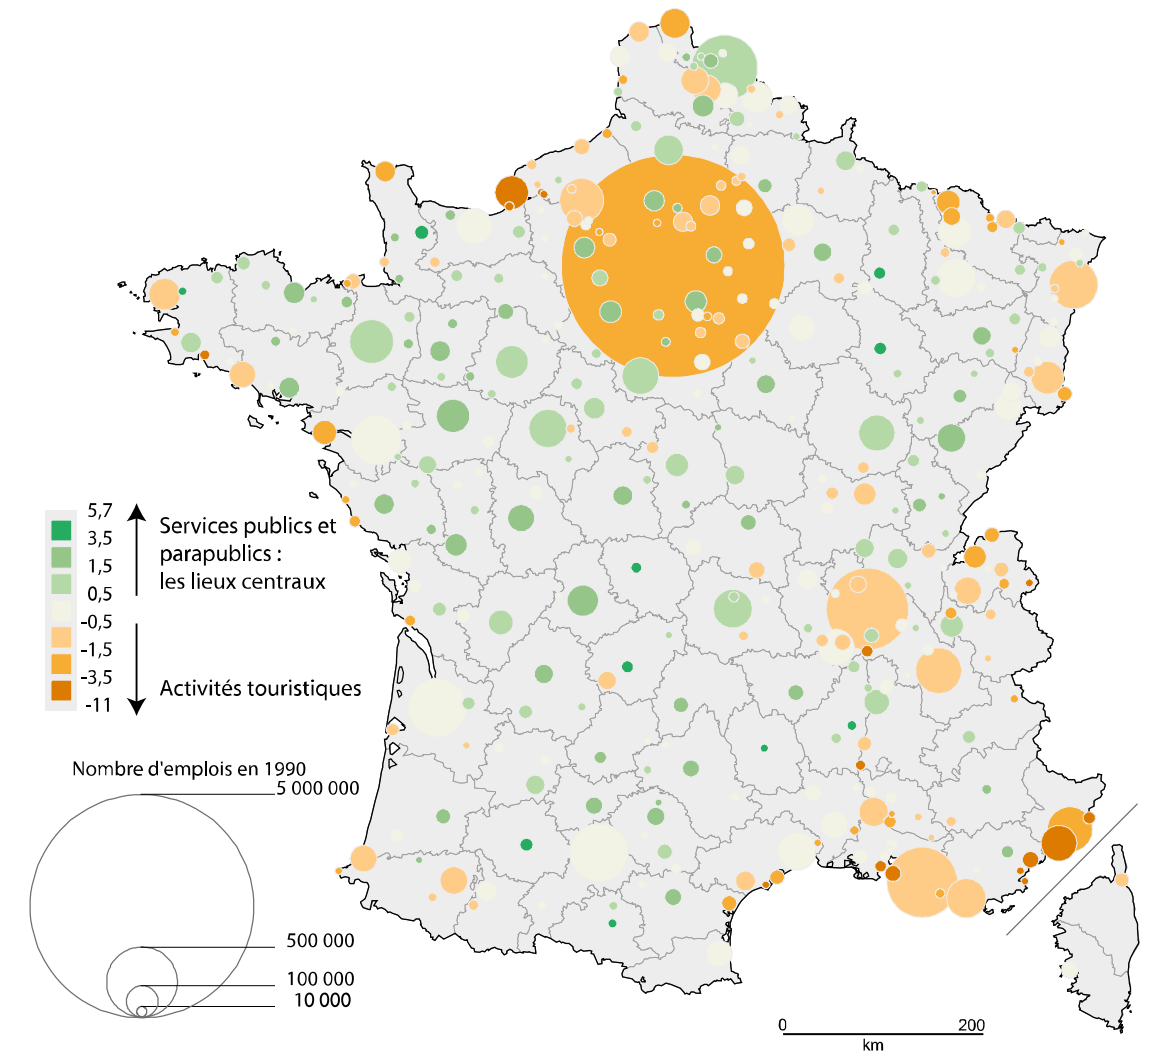 5,7
3,5
1,5
0,5
-0,5
-1,5
-3,5
-11
Services publics et
parapublics :
les lieux centraux
Activités touristiques
Nombre d'emplois en 1990
5 000 000
500 000
100 000
10 000
0 200
km